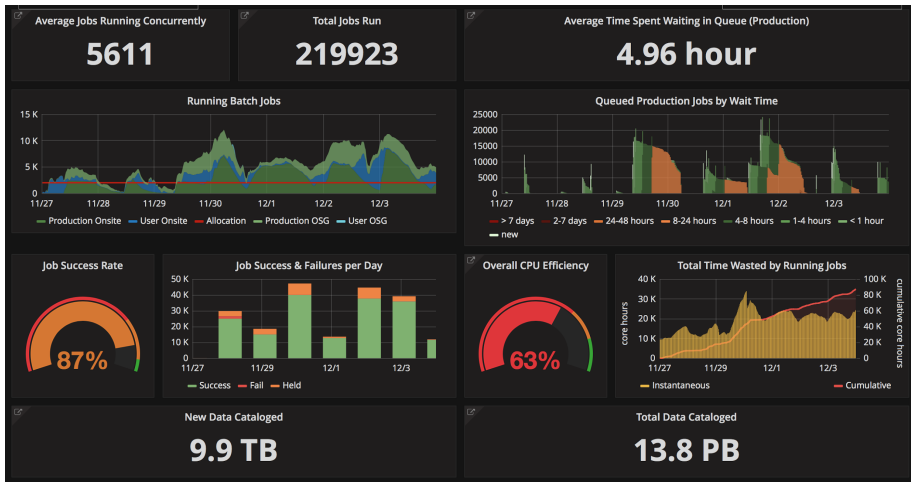 Average Jobs Running Concurrently
5611
Total Jobs Run
219923
Average Time Spent Waiting in Queue (Production)
4.96 hour
Running Batch Jobs
15 K
10 K
5 K
0
11/27 11/28 11/29 11/30 12/1 12/2 12/3
Production Onsite User Onsite Allocation Production OSG User OSG
Queued Production Jobs by Wait Time
25000
20000
15000
10000
5000
0
11/27 11/28 11/29 11/30 12/1 12/2 12/3
> 7 days 2-7 days 24-48 hours 8-24 hours 4-8 hours 1-4 hours < 1 hour
new
Job Success Rate
87%
Job Success & Failures per Day
50 K
40 K
30 K
20 K
10 K
0
11/27 11/29 12/1 12/3
Success Fail Held
Overall CPU Efficiency
63%
Total Time Wasted by Running Jobs
core hours
40 K
30 K
20 K
10 K
0
100 K
80 K
60 K
40 K
20 K
0
cumulative core hours
11/27 11/29 12/1 12/3
Instantaneous Cumulative
New Data Cataloged
9.9 TB
Total Data Cataloged
13.8 PB